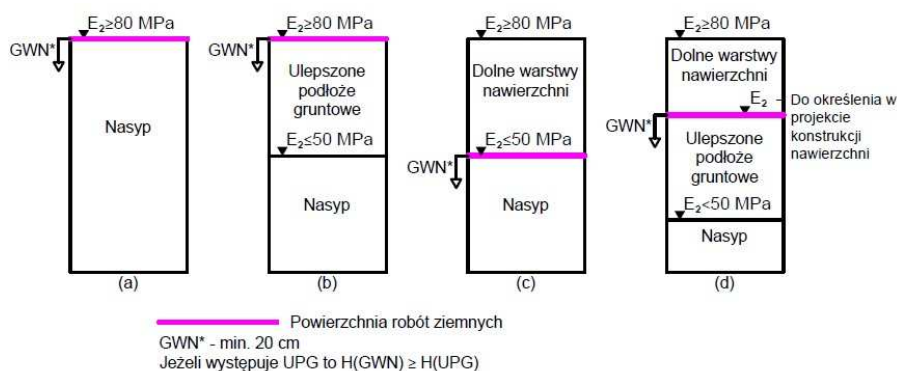 E₂≥80 MPa
GWN*
Nasyp
(a)
E₂≥80 MPa
GWN*
Ulepszone
podłoże
gruntowe
E₂≤50 MPa
Nasyp
(b)
E₂≥80 MPa
Dolne warstwy
nawierzchni
E₂≤50 MPa
GWN*
Nasyp
(c)
E₂≥80 MPa
Dolne warstwy
nawierzchni
E₂ – Do określenia w
projekcie
konstrukcji
nawierzchni
GWN*
Ulepszone
podłoże
gruntowe
E₂<50 MPa
Nasyp
(d)
Powierzchnia robót ziemnych
GWN* - min. 20 cm
Jeżeli występuje UPG to H(GWN) ≥ H(UPG)